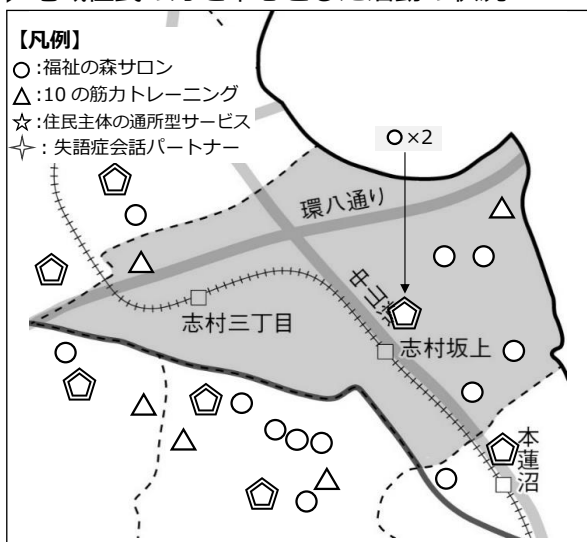 【凡例】
○:福祉の森サロン
△:10の筋力トレーニング
☆:住民主体の通所型サービス
✧:失語症会話パートナー
○×2
環八通り
中山道
志村三丁目
志村坂上
本蓮沼